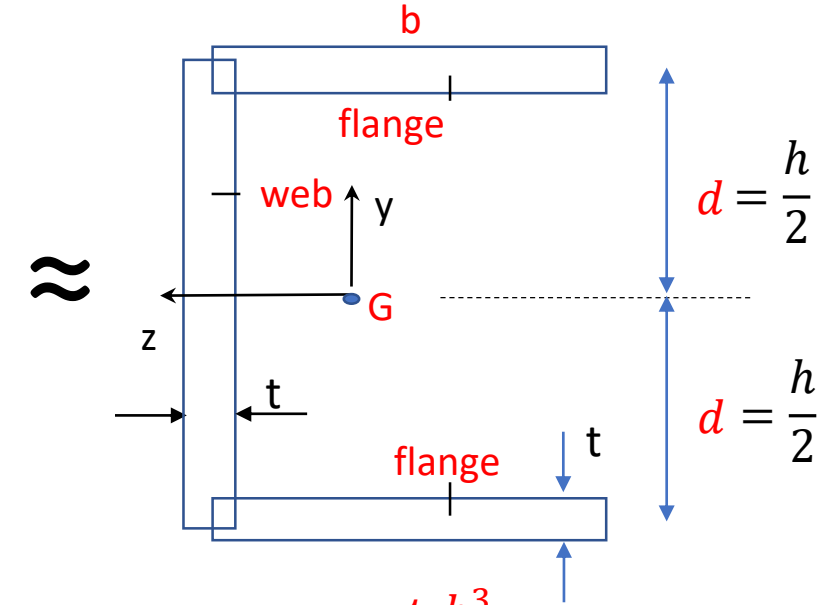 b
flange
web
y
d = h/2
≈
G
z
t
d = h/2
flange
t